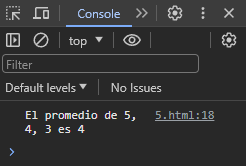 Console
top
Filter
Default levels
No Issues
El promedio de 5, 5.html:18
4, 3 es 4